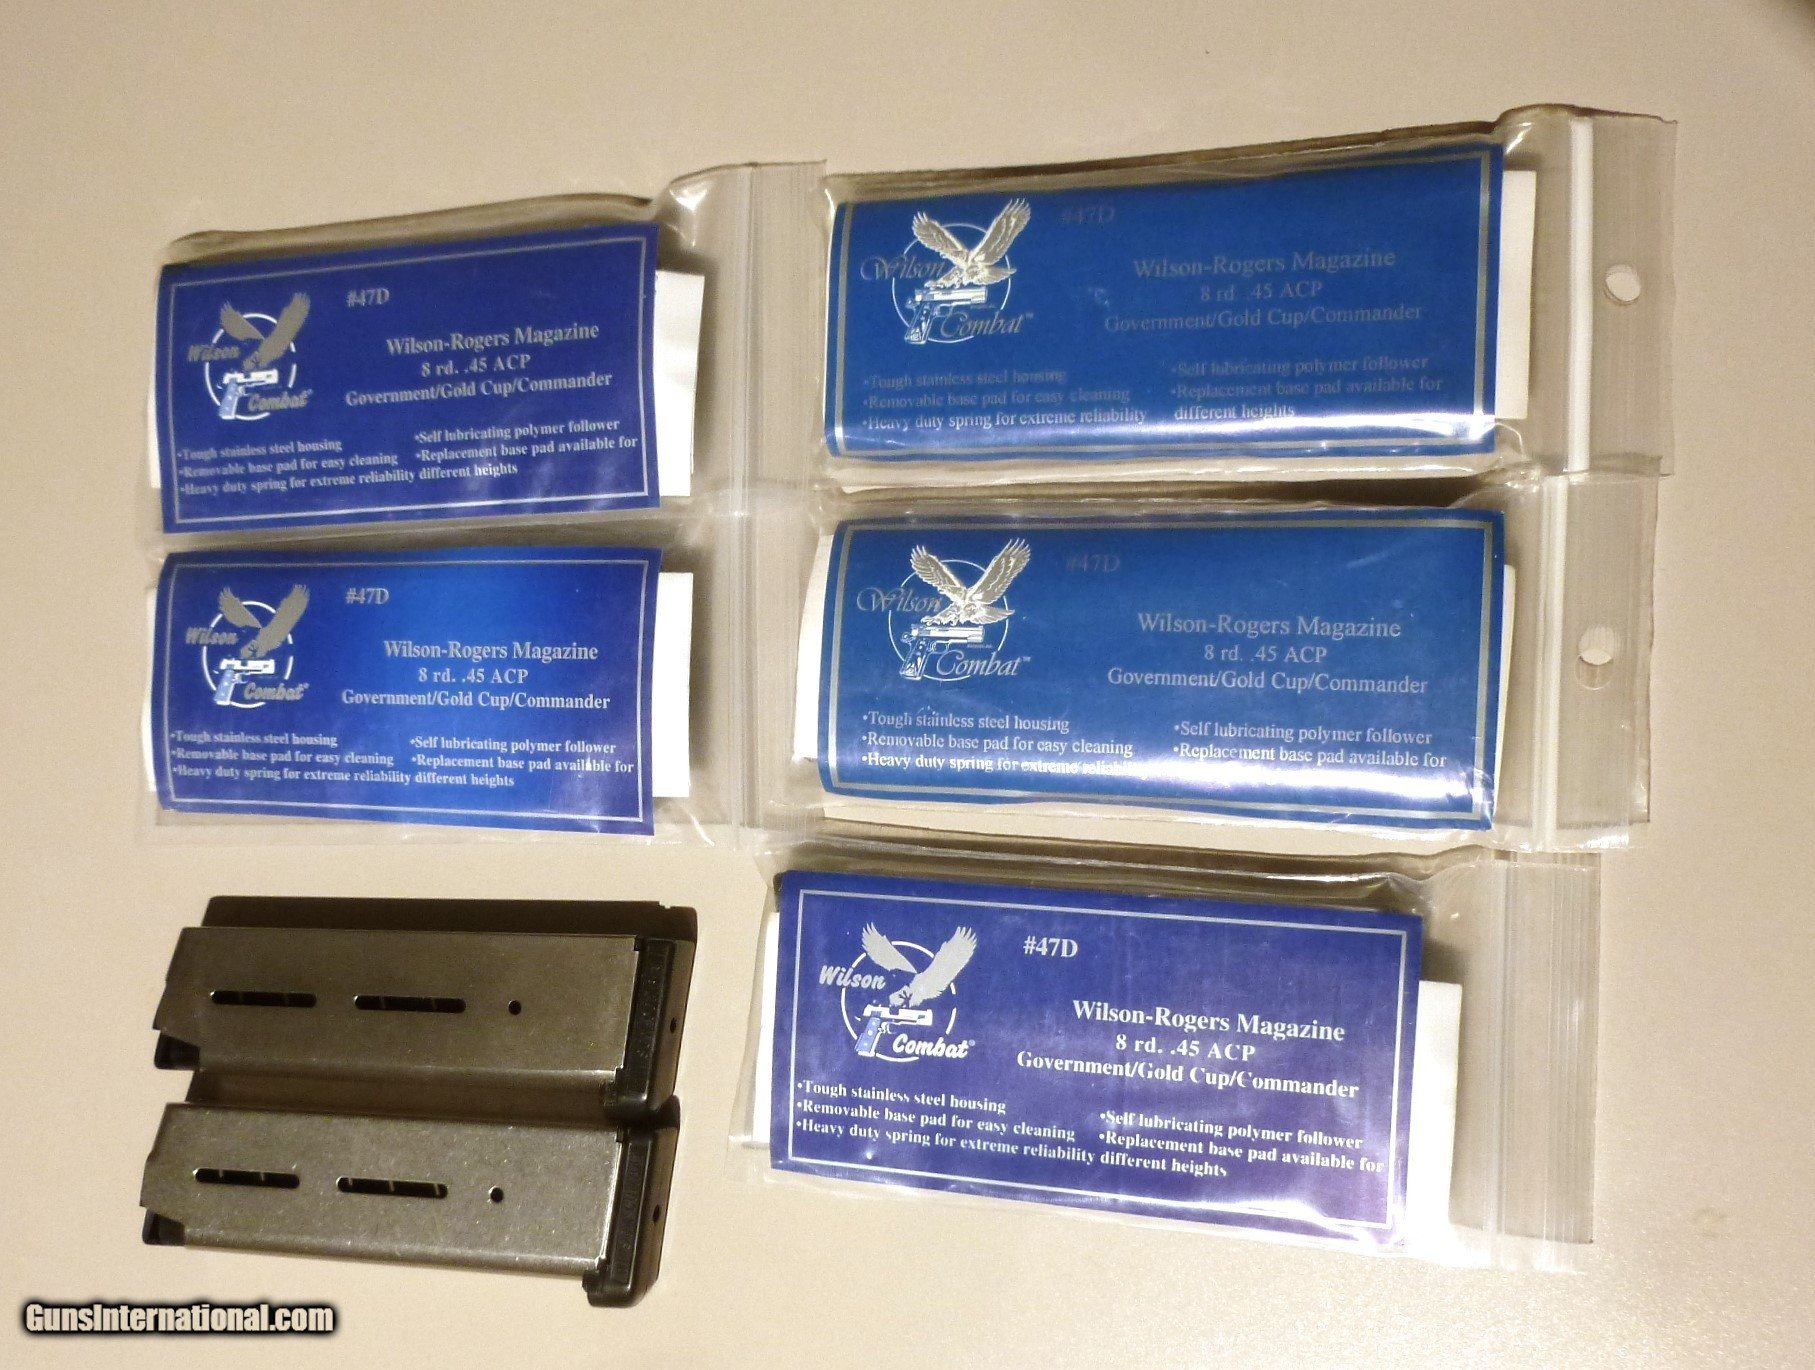 #47D
Wilson
Combat
Wilson-Rogers Magazine
8 rd. .45 ACP
Government/Gold Cup/Commander
•Tough stainless steel housing
•Removable base pad for easy cleaning
•Heavy duty spring for extreme reliability
•Self lubricating polymer follower
•Replacement base pad available for
different heights
#47D
Wilson
Combat™
Wilson-Rogers Magazine
8 rd. .45 ACP
Government/Gold Cup/Commander
•Tough stainless steel housing
•Removable base pad for easy cleaning
•Heavy duty spring for extreme reliability
•Self lubricating polymer follower
•Replacement base pad available for
different heights
#47D
Wilson
Combat®
Wilson-Rogers Magazine
8 rd. .45 ACP
Government/Gold Cup/Commander
•Tough stainless steel housing
•Removable base pad for easy cleaning
•Heavy duty spring for extreme reliability
•Self lubricating polymer follower
•Replacement base pad available for
different heights
#47D
Wilson
Combat™
Wilson-Rogers Magazine
8 rd. .45 ACP
Government/Gold Cup/Commander
•Tough stainless steel housing
•Removable base pad for easy cleaning
•Heavy duty spring for extreme
•Self lubricating polymer follower
•Replacement base pad available for
#47D
Wilson
Combat®
Wilson-Rogers Magazine
8 rd. .45 ACP
Government/Gold Cup/Commander
•Tough stainless steel housing
•Removable base pad for easy cleaning
•Heavy duty spring for extreme reliability
•Self lubricating polymer follower
•Replacement base pad available for
different heights
GunsInternational.com